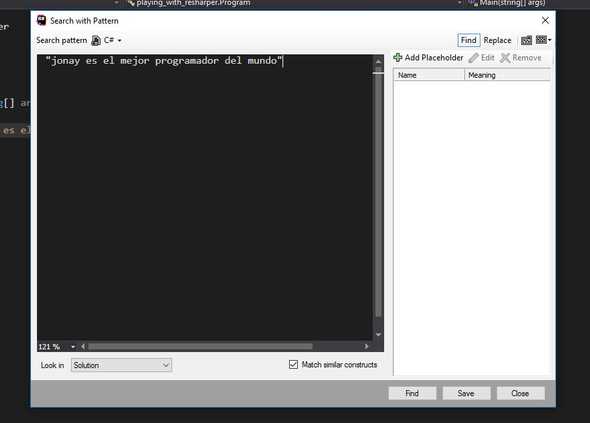 playing_with_resharper.Program
Main(string[] args)
Search with Pattern
Search pattern C#
Find Replace
er
"jonay es el mejor programador del mundo"
Add Placeholder Edit Remove
Name Meaning
g[] ar
es el
121 %
Look in Solution
Match similar constructs
Find Save Close